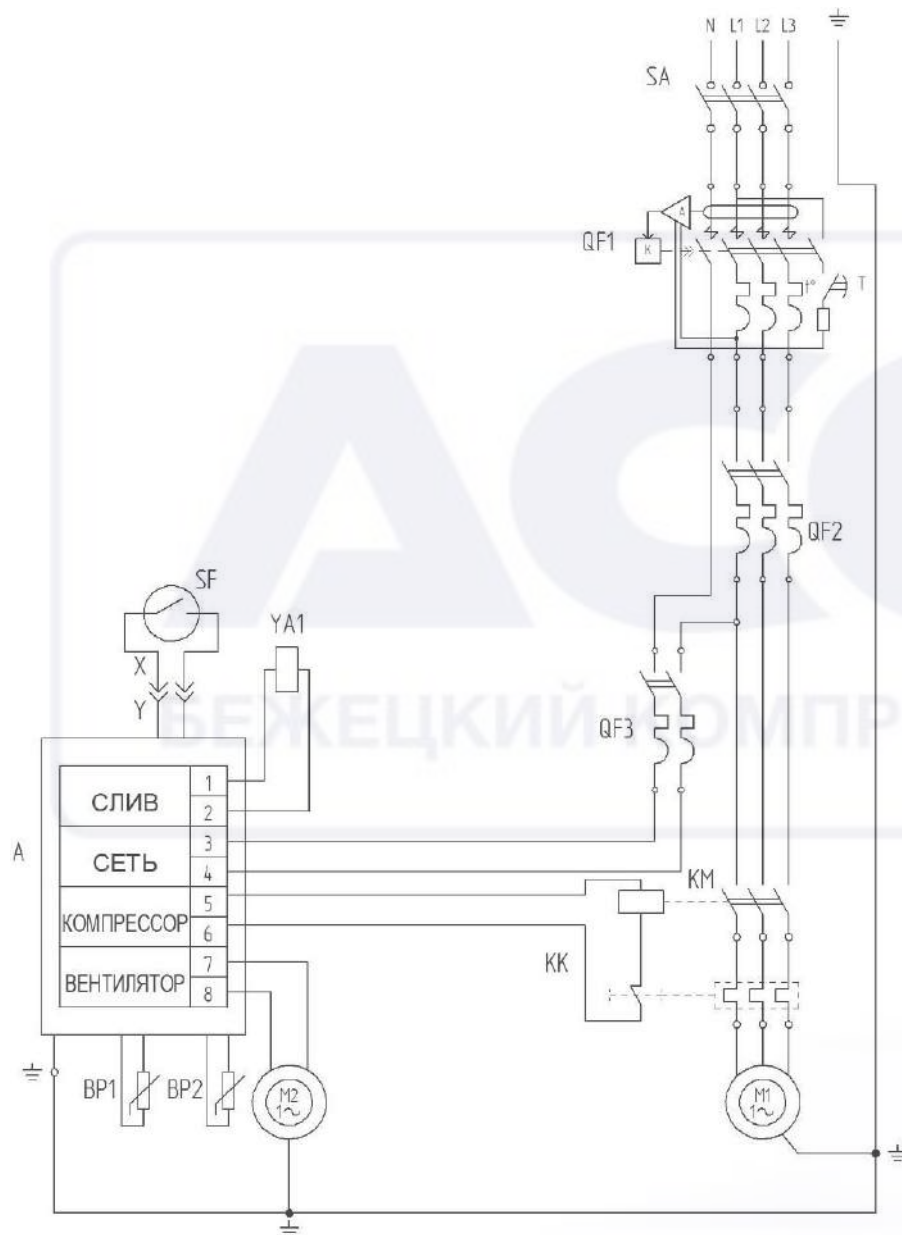 N L1 L2 L3
SA
A
QF1
K
t°
T
QF2
SF
YA1
X
Y
QF3
АСО
БЕЖЕЦКИЙ КОМПР
A
СЛИВ
1
2
СЕТЬ
3
4
КОМПРЕССОР
5
6
ВЕНТИЛЯТОР
7
8
KM
KK
BP1
BP2
M2
1~
M1
1~